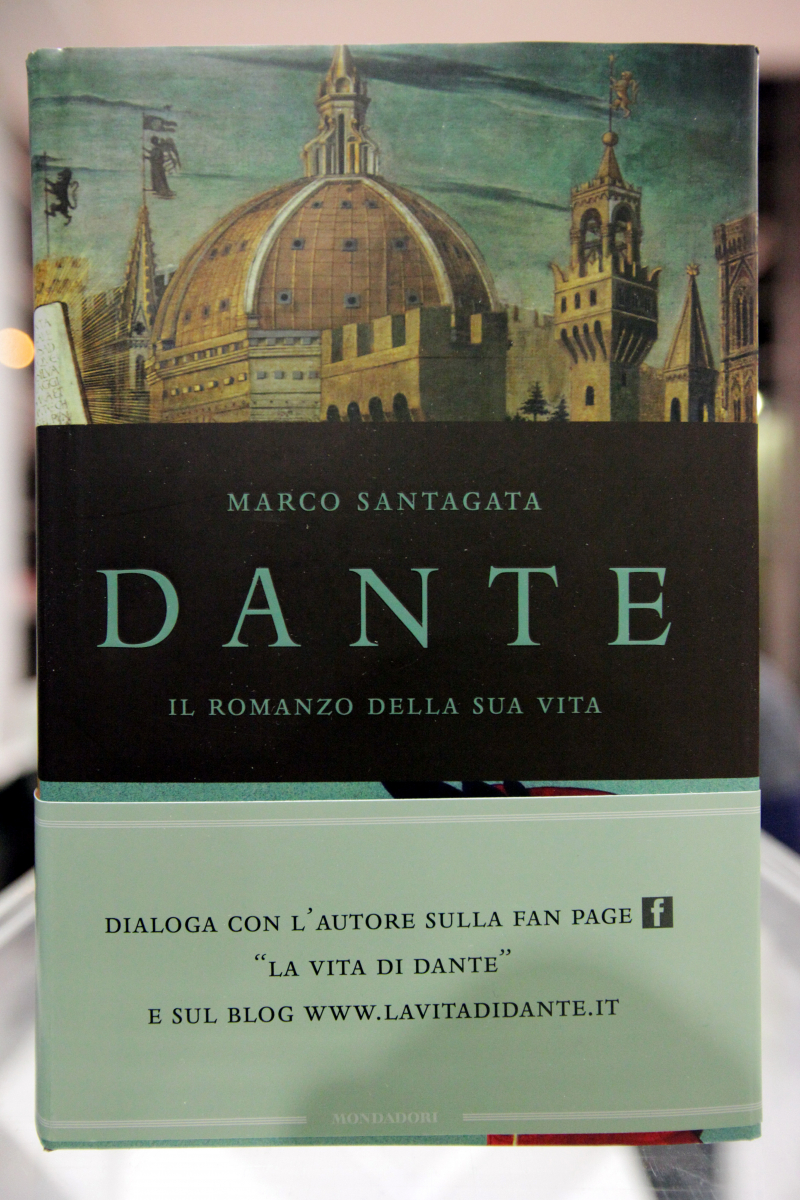 MARCO SANTAGATA
DANTE
IL ROMANZO DELLA SUA VITA
DIALOGA CON L'AUTORE SULLA FAN PAGE f
“LA VITA DI DANTE”
E SUL BLOG WWW.LAVITADIDANTE.IT
MONDADORI